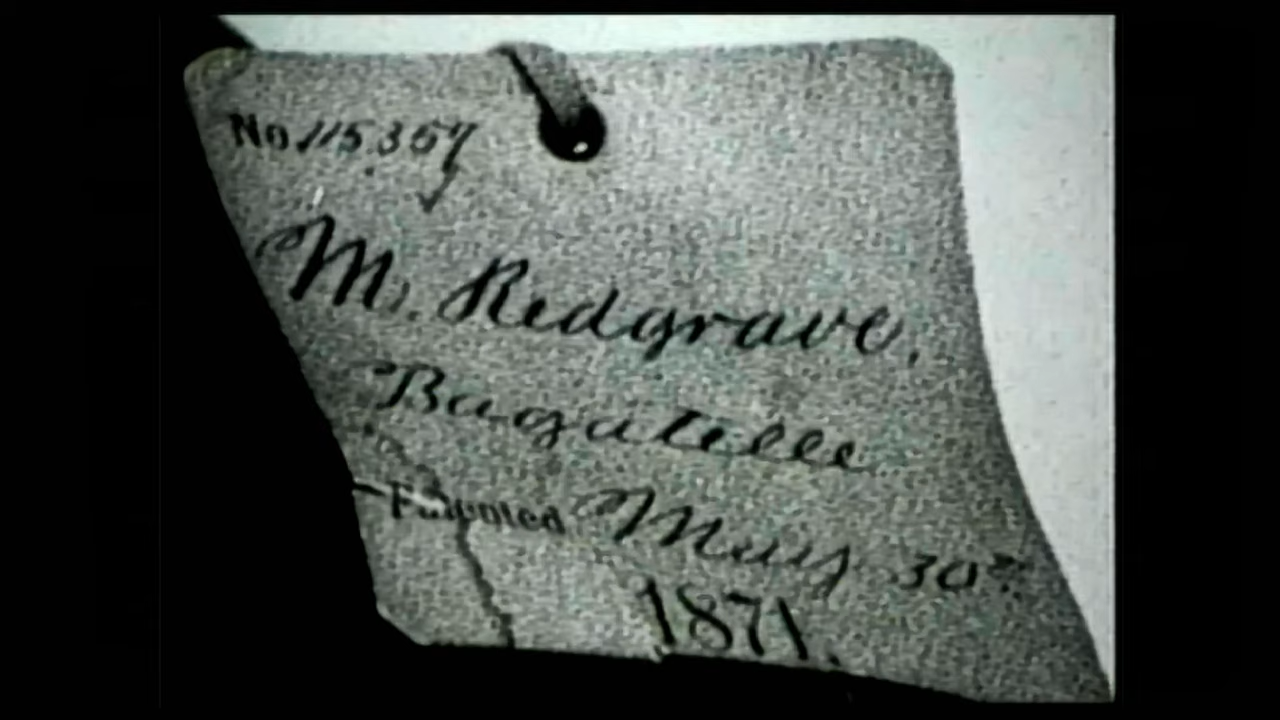 No. 115.357
M. Redgrave.
Bagatelle
Patented May 30th
1871.